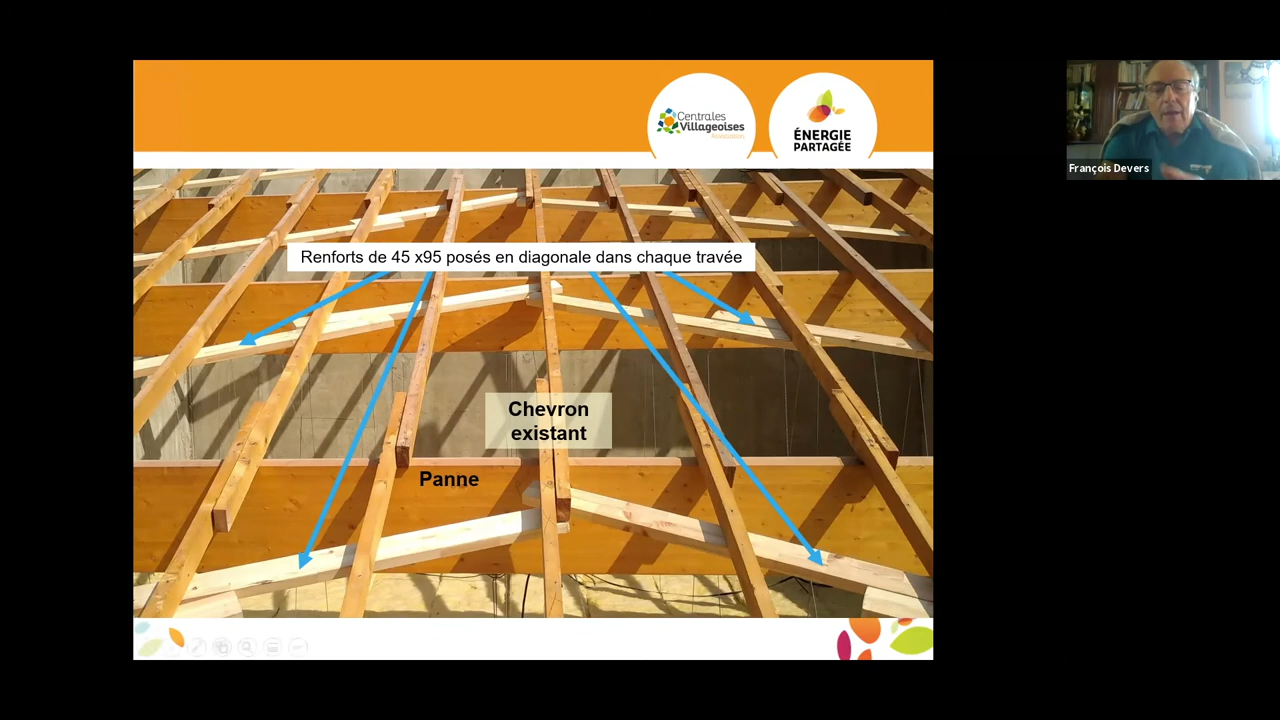 Centrales
Villageoises
ÉNERGIE
PARTAGÉE
François Devers
Renforts de 45 x95 posés en diagonale dans chaque travée
Chevron
existant
Panne